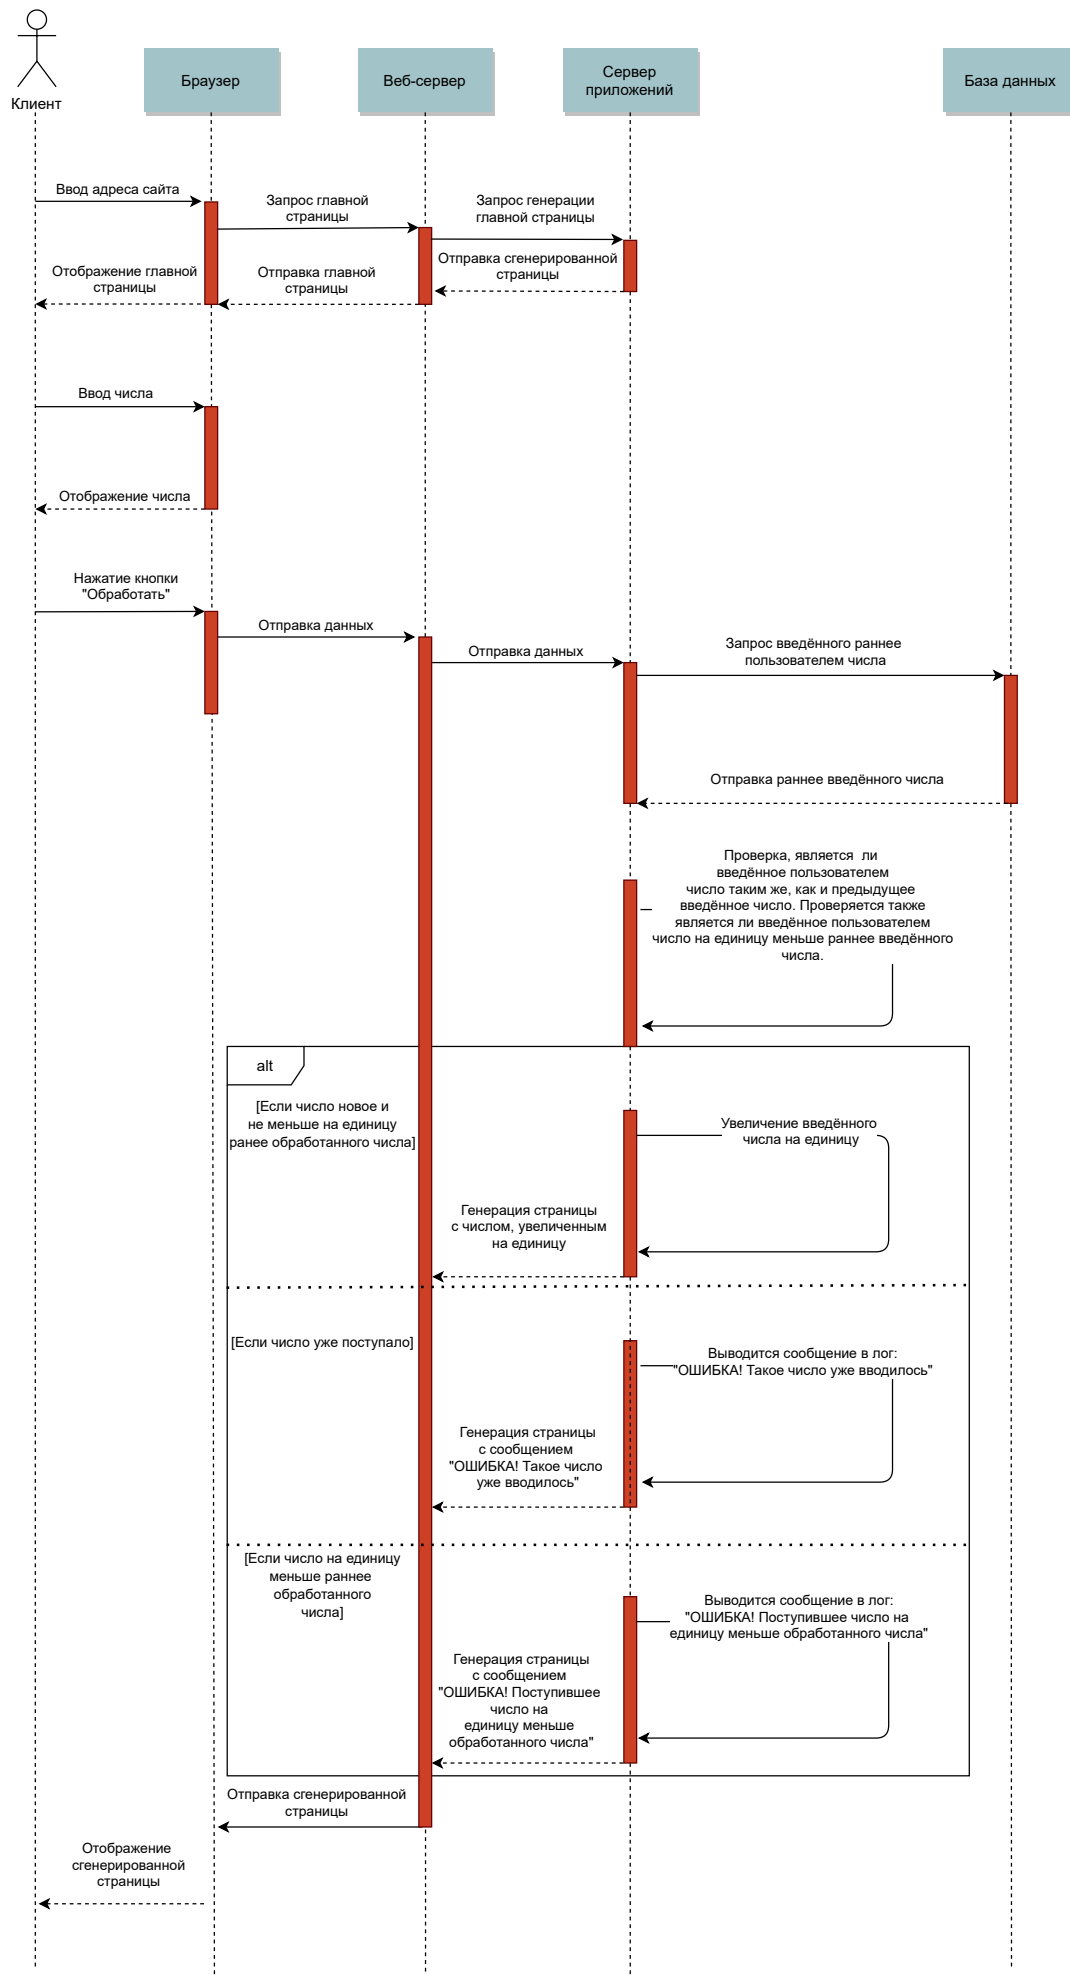 Клиент
Браузер
Веб-сервер
Сервер
приложений
База данных
Ввод адреса сайта
Запрос главной
страницы
Запрос генерации
главной страницы
Отправка сгенерированной
страницы
Отображение главной
страницы
Отправка главной
страницы
Ввод числа
Отображение числа
Нажатие кнопки
"Обработать"
Отправка данных
Отправка данных
Запрос введённого раннее
пользователем числа
Отправка раннее введённого числа
Проверка, является  ли
введённое пользователем
число таким же, как и предыдущее
введённое число. Проверяется также
является ли введённое пользователем
число на единицу меньше раннее введённого
числа.
alt
[Если число новое и
не меньше на единицу
ранее обработанного числа]
Увеличение введённого
числа на единицу
Генерация страницы
с числом, увеличенным
на единицу
[Если число уже поступало]
Выводится сообщение в лог:
"ОШИБКА! Такое число уже вводилось"
Генерация страницы
с сообщением
"ОШИБКА! Такое число
уже вводилось"
[Если число на единицу
меньше раннее
обработанного
числа]
Выводится сообщение в лог:
"ОШИБКА! Поступившее число на
единицу меньше обработанного числа"
Генерация страницы
с сообщением
"ОШИБКА! Поступившее
число на
единицу меньше
обработанного числа"
Отправка сгенерированной
страницы
Отображение
сгенерированной
страницы